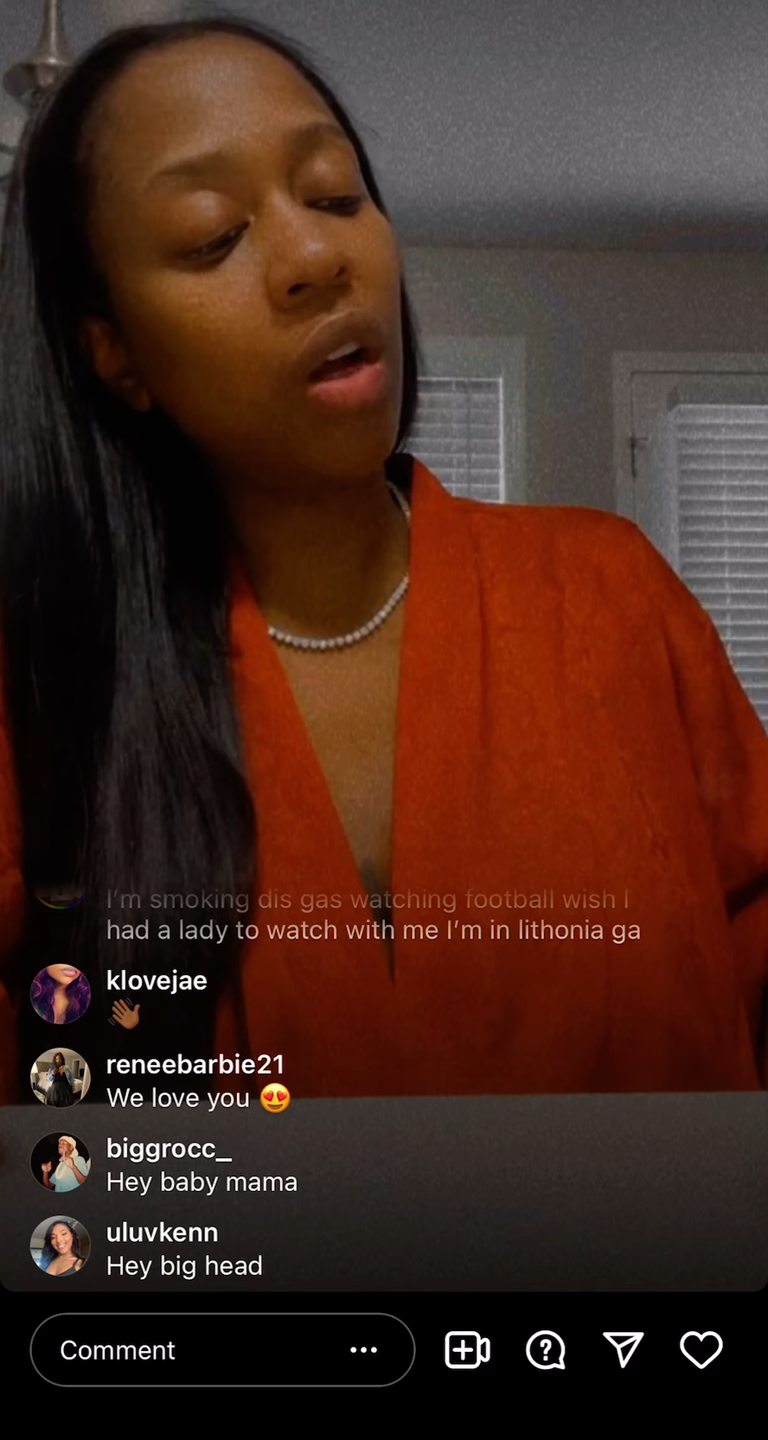 I’m smoking dis gas watching football wish I
had a lady to watch with me I’m in lithonia ga
klovejae
👋🏾
reneebarbie21
We love you 😍
biggrocc_
Hey baby mama
uluvkenn
Hey big head
Comment